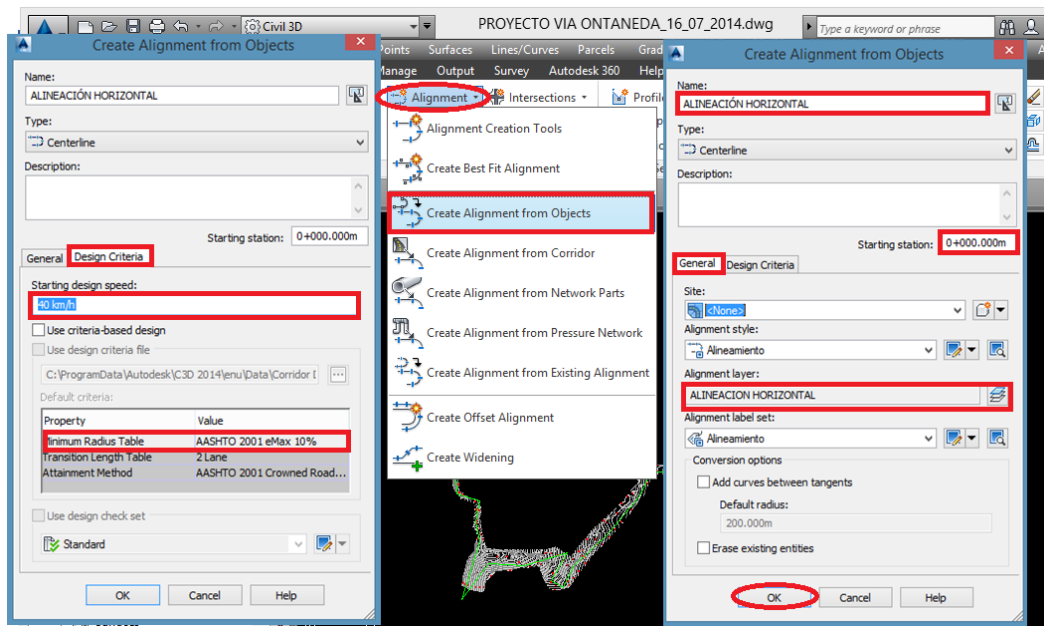 Civil 3D
PROYECTO VIA ONTANEDA_16_07_2014.dwg
Type a keyword or phrase
Points Surfaces Lines/Curves Parcels Grad
Manage Output Survey Autodesk 360 Help
Alignment
Intersections
Profile
Alignment Creation Tools
Create Best Fit Alignment
Create Alignment from Objects
Create Alignment from Corridor
Create Alignment from Network Parts
Create Alignment from Pressure Network
Create Alignment from Existing Alignment
Create Offset Alignment
Create Widening
Create Alignment from Objects
Name:
ALINEACIÓN HORIZONTAL
Type:
Centerline
Description:
Starting station: 0+000.000m
General Design Criteria
Starting design speed:
40 km/h
Use criteria-based design
Use design criteria file
C:\ProgramData\Autodesk\C3D 2014\enu\Data\Corridor D
Default criteria:
Property Value
Minimum Radius Table AASHTO 2001 eMax 10%
Transition Length Table 2 Lane
Attainment Method AASHTO 2001 Crowned Road...
Use design check set
Standard
OK Cancel Help
Create Alignment from Objects
Name:
ALINEACIÓN HORIZONTAL
Type:
Centerline
Description:
Starting station: 0+000.000m
General Design Criteria
Site:
<None>
Alignment style:
Alineamiento
Alignment layer:
ALINEACION HORIZONTAL
Alignment label set:
Alineamiento
Conversion options
Add curves between tangents
Default radius:
200.000m
Erase existing entities
OK Cancel Help